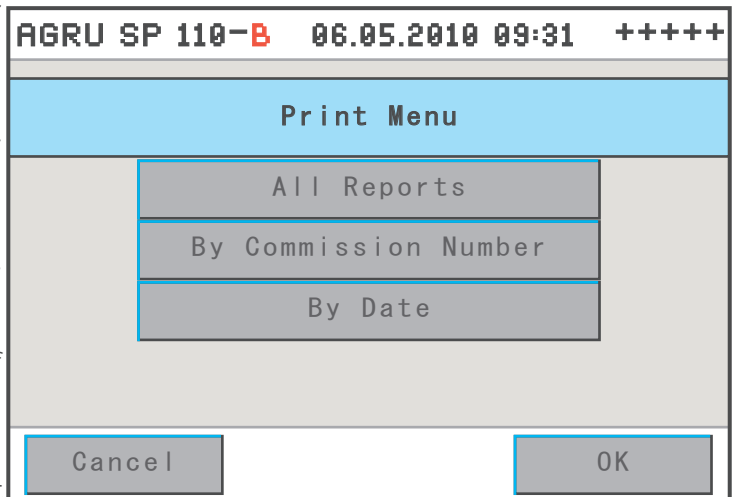 AGRU SP 110-B 06.05.2010 09:31 +++++
Print Menu
All Reports
By Commission Number
By Date
Cancel OK